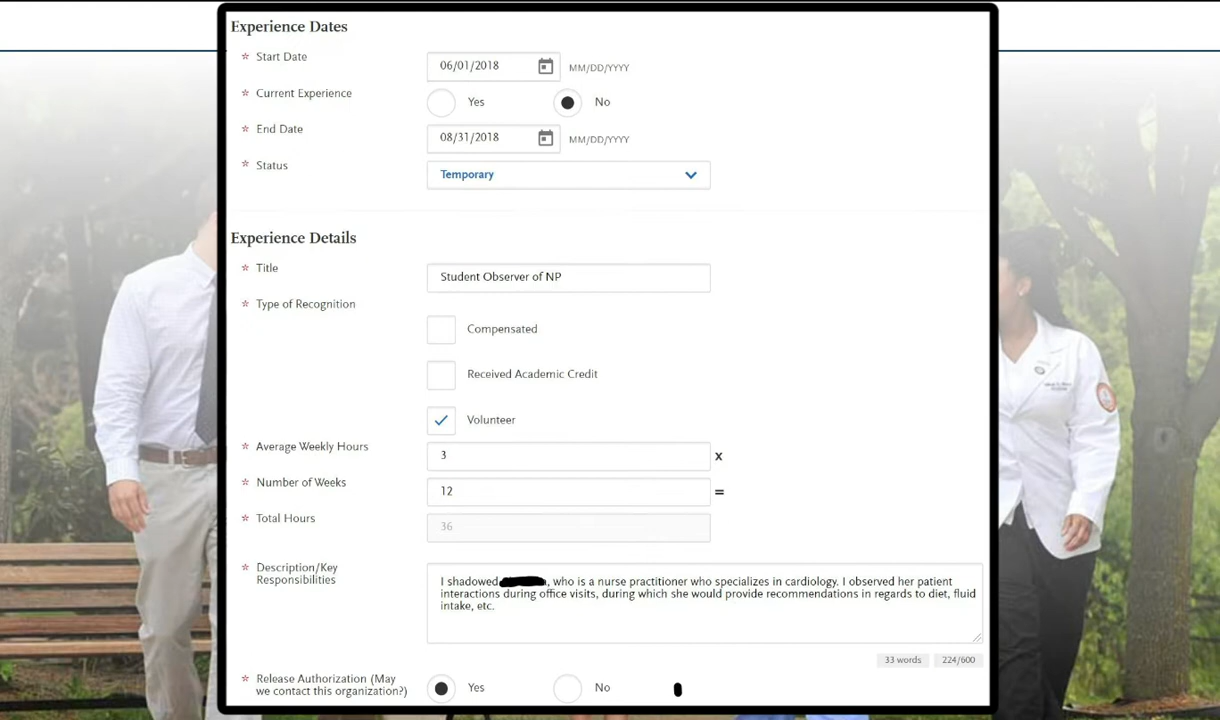 Experience Dates
* Start Date 06/01/2018 MM/DD/YYYY
* Current Experience Yes No
* End Date 08/31/2018 MM/DD/YYYY
* Status Temporary
Experience Details
* Title Student Observer of NP
* Type of Recognition
Compensated
Received Academic Credit
Volunteer
* Average Weekly Hours 3 x
* Number of Weeks 12 =
* Total Hours 36
* Description/Key
Responsibilities
I shadowed , who is a nurse practitioner who specializes in cardiology. I observed her patient
interactions during office visits, during which she would provide recommendations in regards to diet, fluid
intake, etc.
33 words 224/600
* Release Authorization (May
we contact this organization?) Yes No